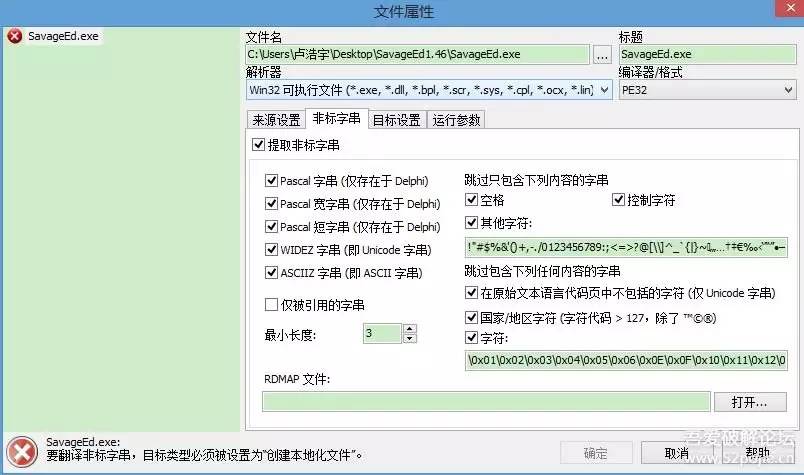 文件属性
SavageEd.exe
文件名
标题
C:\Users\卢浩宇\Desktop\SavageEd1.46\SavageEd.exe
...
SavageEd.exe
解析器
编译器/格式
Win32 可执行文件 (*.exe, *.dll, *.bpl, *.scr, *.sys, *.cpl, *.ocx, *.lin)
PE32
来源设置 非标字串 目标设置 运行参数
提取非标字串
Pascal 字串 (仅存在于 Delphi)
Pascal 宽字串 (仅存在于 Delphi)
Pascal 短字串 (仅存在于 Delphi)
WIDEZ 字串 (即 Unicode 字串)
ASCIIZ 字串 (即 ASCII 字串)
仅被引用的字串
最小长度:
3
跳过只包含下列内容的字串
空格
控制字符
其他字符:
!"#$%&'()+,-./0123456789:;<=>?@[\\]^_`{|}~
跳过包含下列任何内容的字串
在原始文本语言代码页中不包括的字符 (仅 Unicode 字串)
国家/地区字符 (字符代码 > 127，除了 ™©®)
字符:
\0x01\0x02\0x03\0x04\0x05\0x06\0x0E\0x0F\0x10\0x11\0x12\0
RDMAP 文件:
打开...
SavageEd.exe:
要翻译非标字串，目标类型必须被设置为“创建本地化文件”。
确定
取消
帮助
吾爱破解论坛
www.52pojie.cn